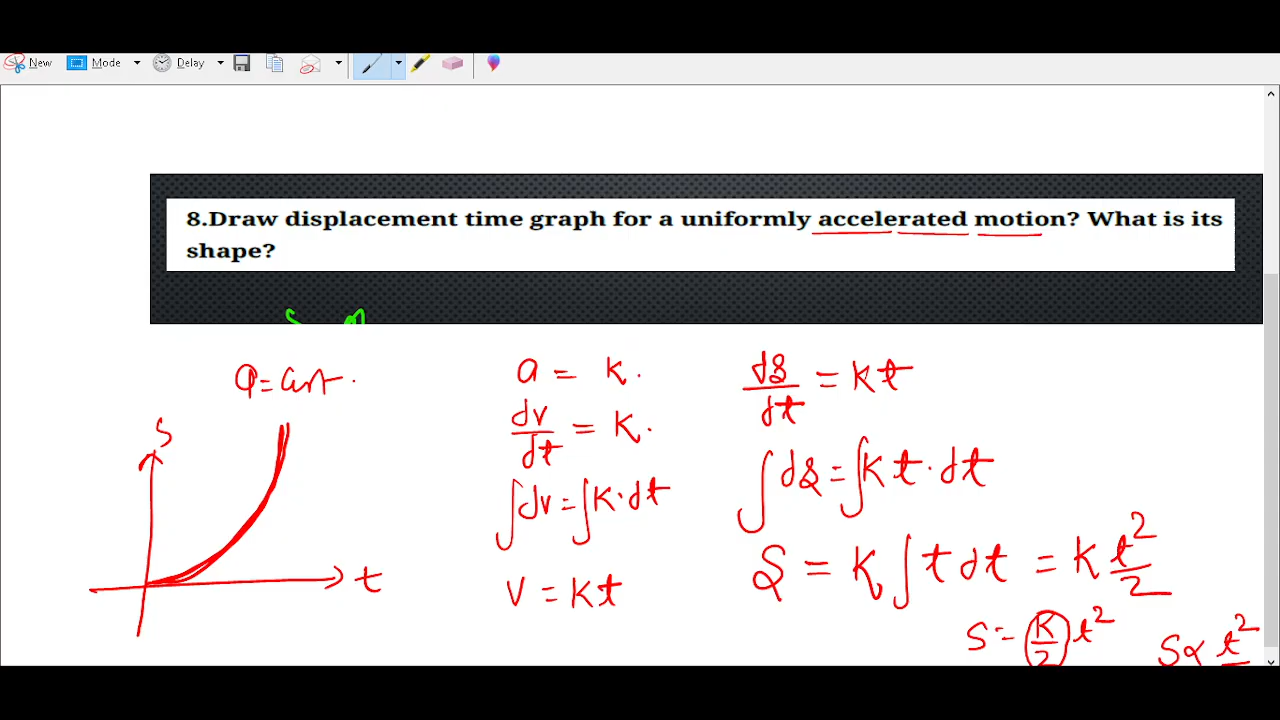 New Mode Delay
8.Draw displacement time graph for a uniformly accelerated motion? What is its
shape?
a = K.
dv/dt = K.
∫dv = ∫K·dt
V = Kt
ds/dt = Kt
∫ds = ∫Kt·dt
S = K∫t dt = K t²/2
S = K/2 t²
S ∝ t²
S
t